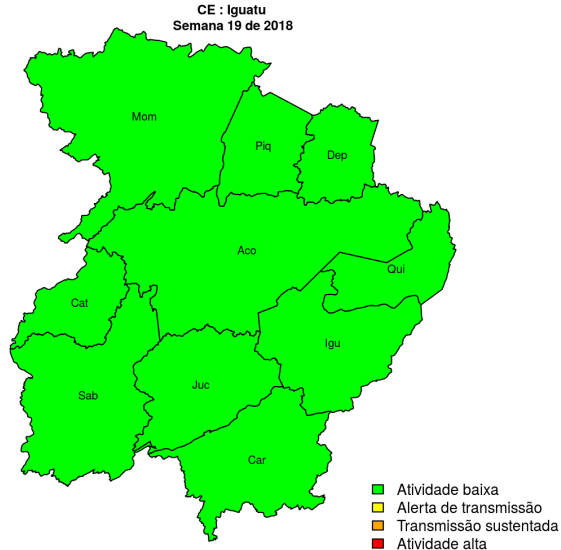 CE : Iguatu
Semana 19 de 2018
Mom
Piq
Dep
Aco
Qui
Cat
Igu
Juc
Sab
Car
Atividade baixa
Alerta de transmissão
Transmissão sustentada
Atividade alta